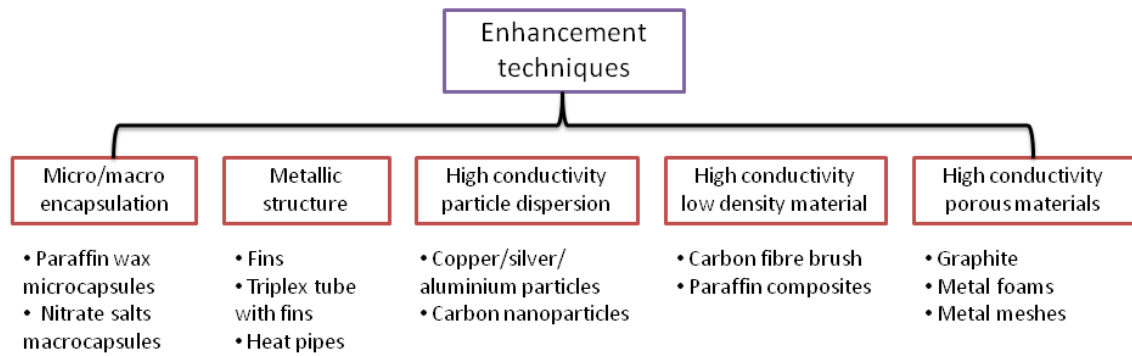 Enhancement
techniques
Micro/macro
encapsulation
• Paraffin wax
microcapsules
• Nitrate salts
macrocapsules
Metallic
structure
• Fins
• Triplex tube
with fins
• Heat pipes
High conductivity
particle dispersion
• Copper/silver/
aluminium particles
• Carbon nanoparticles
High conductivity
low density material
• Carbon fibre brush
• Paraffin composites
High conductivity
porous materials
• Graphite
• Metal foams
• Metal meshes